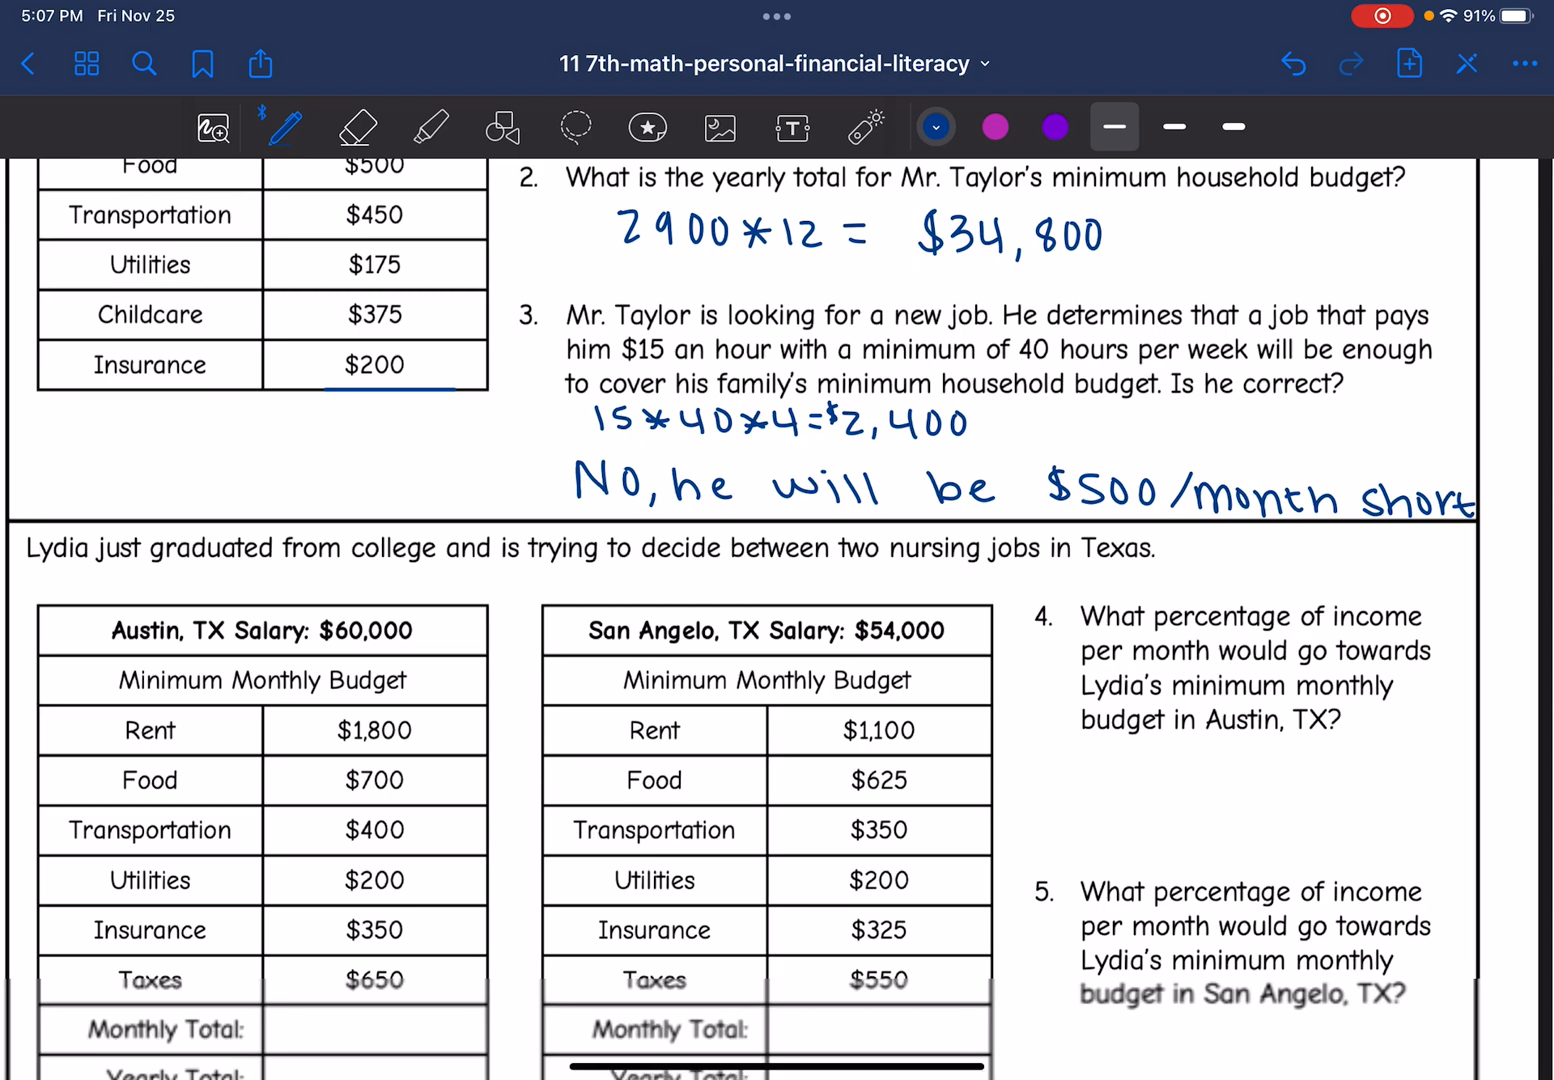 5:07 PM Fri Nov 25
91%
11 7th-math-personal-financial-literacy
Food $500
Transportation $450
Utilities $175
Childcare $375
Insurance $200
2. What is the yearly total for Mr. Taylor's minimum household budget?
2900 * 12 = $34,800
3. Mr. Taylor is looking for a new job. He determines that a job that pays
him $15 an hour with a minimum of 40 hours per week will be enough
to cover his family's minimum household budget. Is he correct?
15 * 40 * 4 = $2,400
No, he will be $500/month short
Lydia just graduated from college and is trying to decide between two nursing jobs in Texas.
Austin, TX Salary: $60,000
Minimum Monthly Budget
Rent $1,800
Food $700
Transportation $400
Utilities $200
Insurance $350
Taxes $650
Monthly Total:
Yearly Total:
San Angelo, TX Salary: $54,000
Minimum Monthly Budget
Rent $1,100
Food $625
Transportation $350
Utilities $200
Insurance $325
Taxes $550
Monthly Total:
Yearly Total:
4. What percentage of income
per month would go towards
Lydia's minimum monthly
budget in Austin, TX?
5. What percentage of income
per month would go towards
Lydia's minimum monthly
budget in San Angelo, TX?